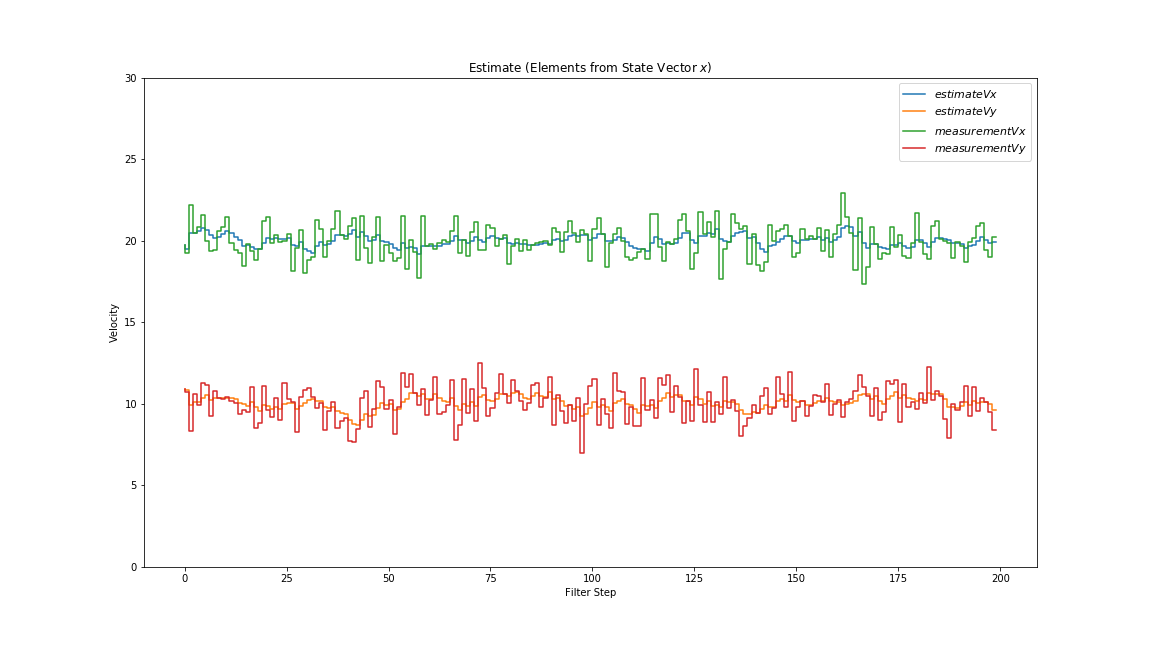 Estimate (Elements from State Vector x)
30
25
20
15
10
5
0
Velocity
estimateVx
estimateVy
measurementVx
measurementVy
0 25 50 75 100 125 150 175 200
Filter Step